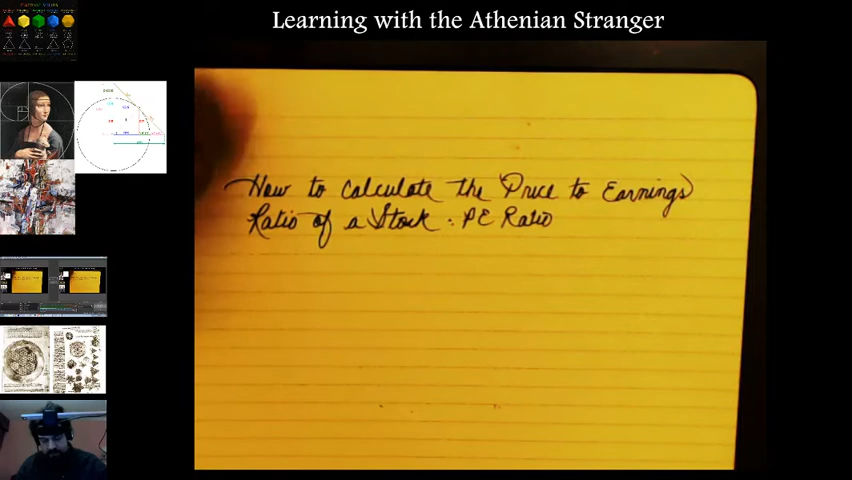 Learning with the Athenian Stranger
How to Calculate the Price to Earnings
Ratio of a Stock : PE Ratio